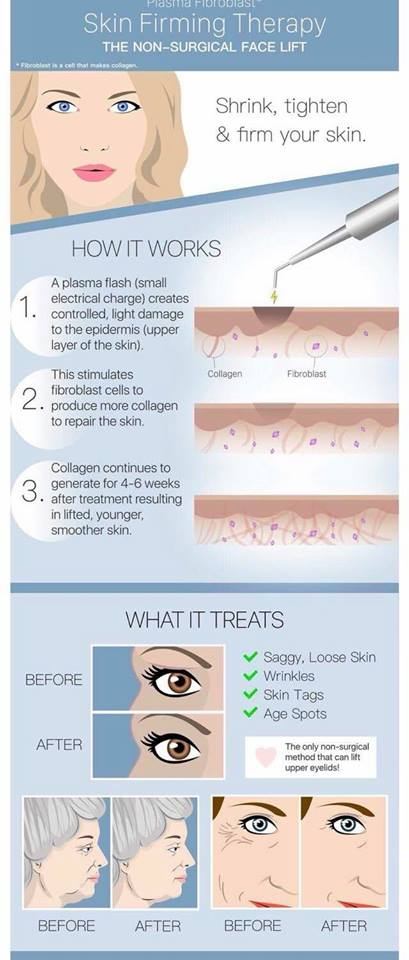 Plasma Fibroblast*
Skin Firming Therapy
THE NON-SURGICAL FACE LIFT
* Fibroblast is a cell that makes collagen.
Shrink, tighten
& firm your skin.
HOW IT WORKS
1.
A plasma flash (small
electrical charge) creates
controlled, light damage
to the epidermis (upper
layer of the skin).
Collagen
Fibroblast
2.
This stimulates
fibroblast cells to
produce more collagen
to repair the skin.
3.
Collagen continues to
generate for 4-6 weeks
after treatment resulting
in lifted, younger,
smoother skin.
WHAT IT TREATS
BEFORE
AFTER
Saggy, Loose Skin
Wrinkles
Skin Tags
Age Spots
The only non-surgical
method that can lift
upper eyelids!
BEFORE
AFTER
BEFORE
AFTER